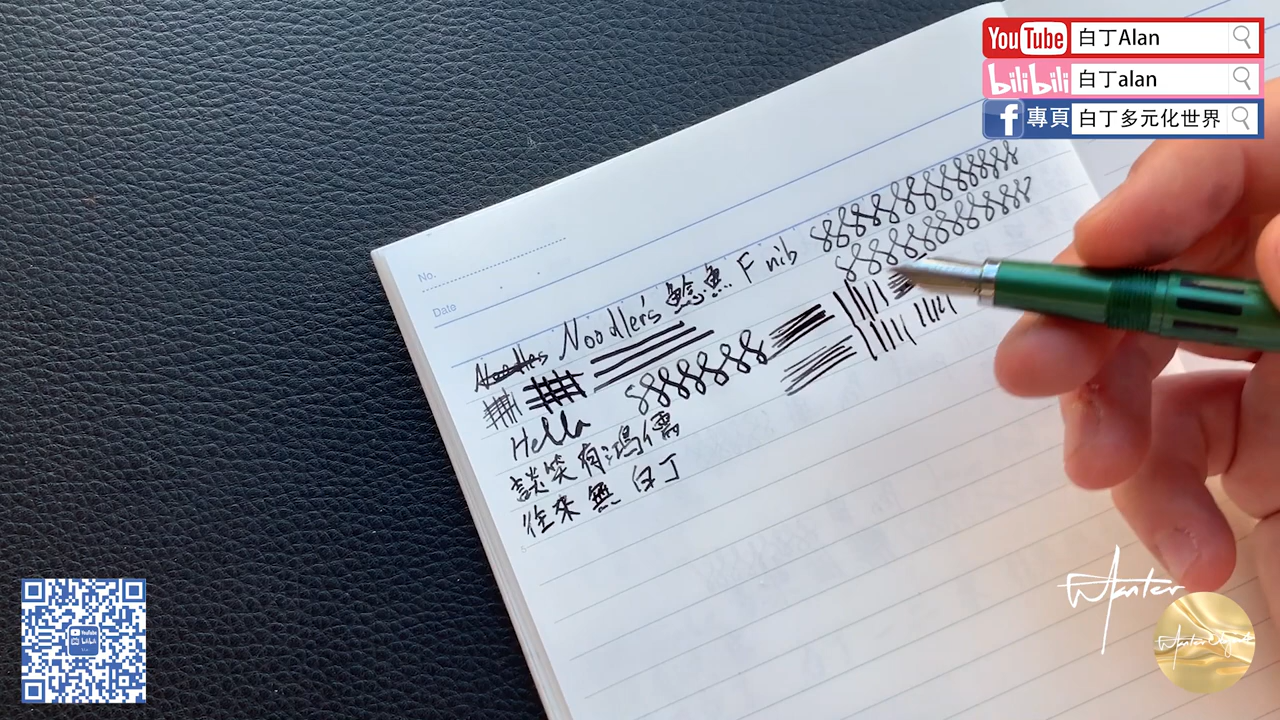 YouTube 白丁Alan
bilibili 白丁alan
f 專頁 白丁多元化世界
No.
Date
Noodles Noodler's 鯰魚 F nib
Hello
談笑有鴻儒
往來無白丁
5